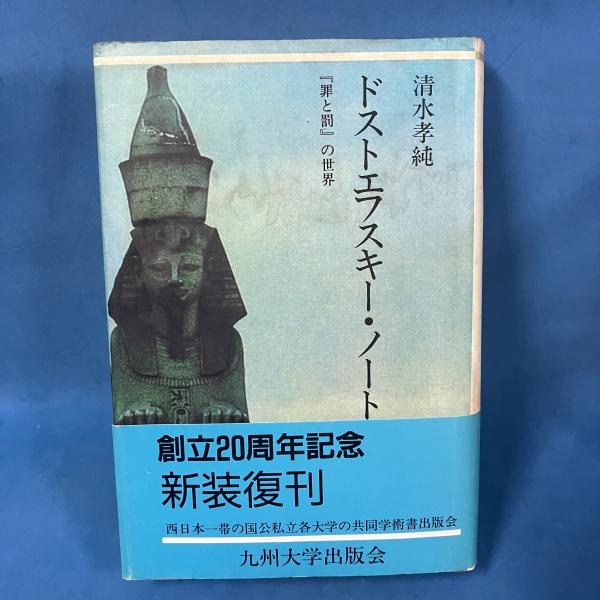 清水孝純
ドストエフスキー・ノート
『罪と罰』の世界
創立20周年記念
新装復刊
西日本一帯の国公私立各大学の共同学術書出版会
九州大学出版会